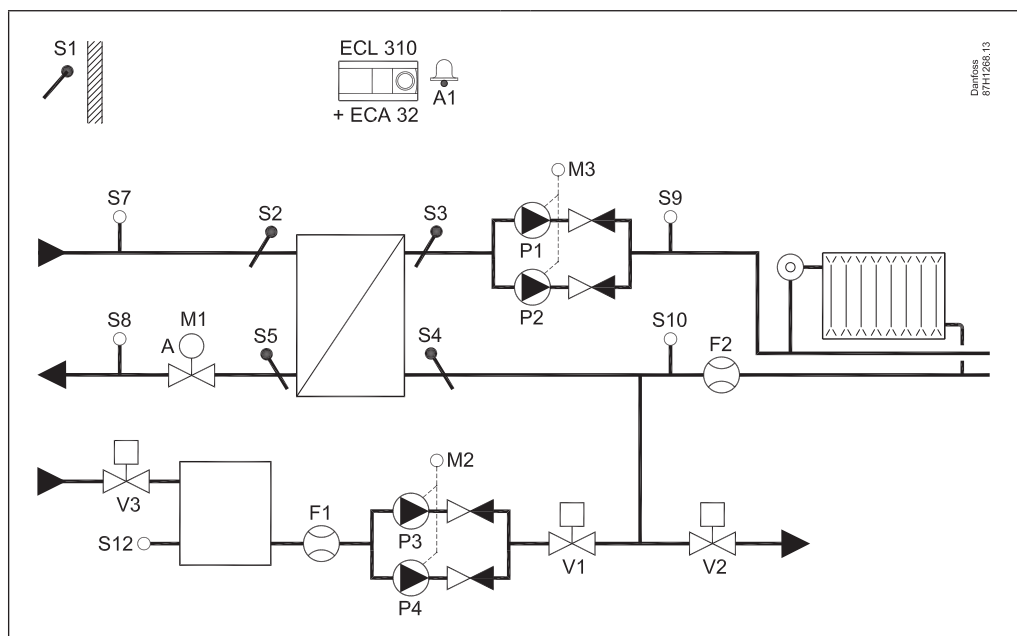 S1
ECL 310
A1
+ ECA 32
Danfoss
87H1268.13
M3
S7
S2
S3
S9
P1
P2
S8
M1
A
S5
S4
S10
F2
M2
V3
F1
P3
S12
V1
V2
P4